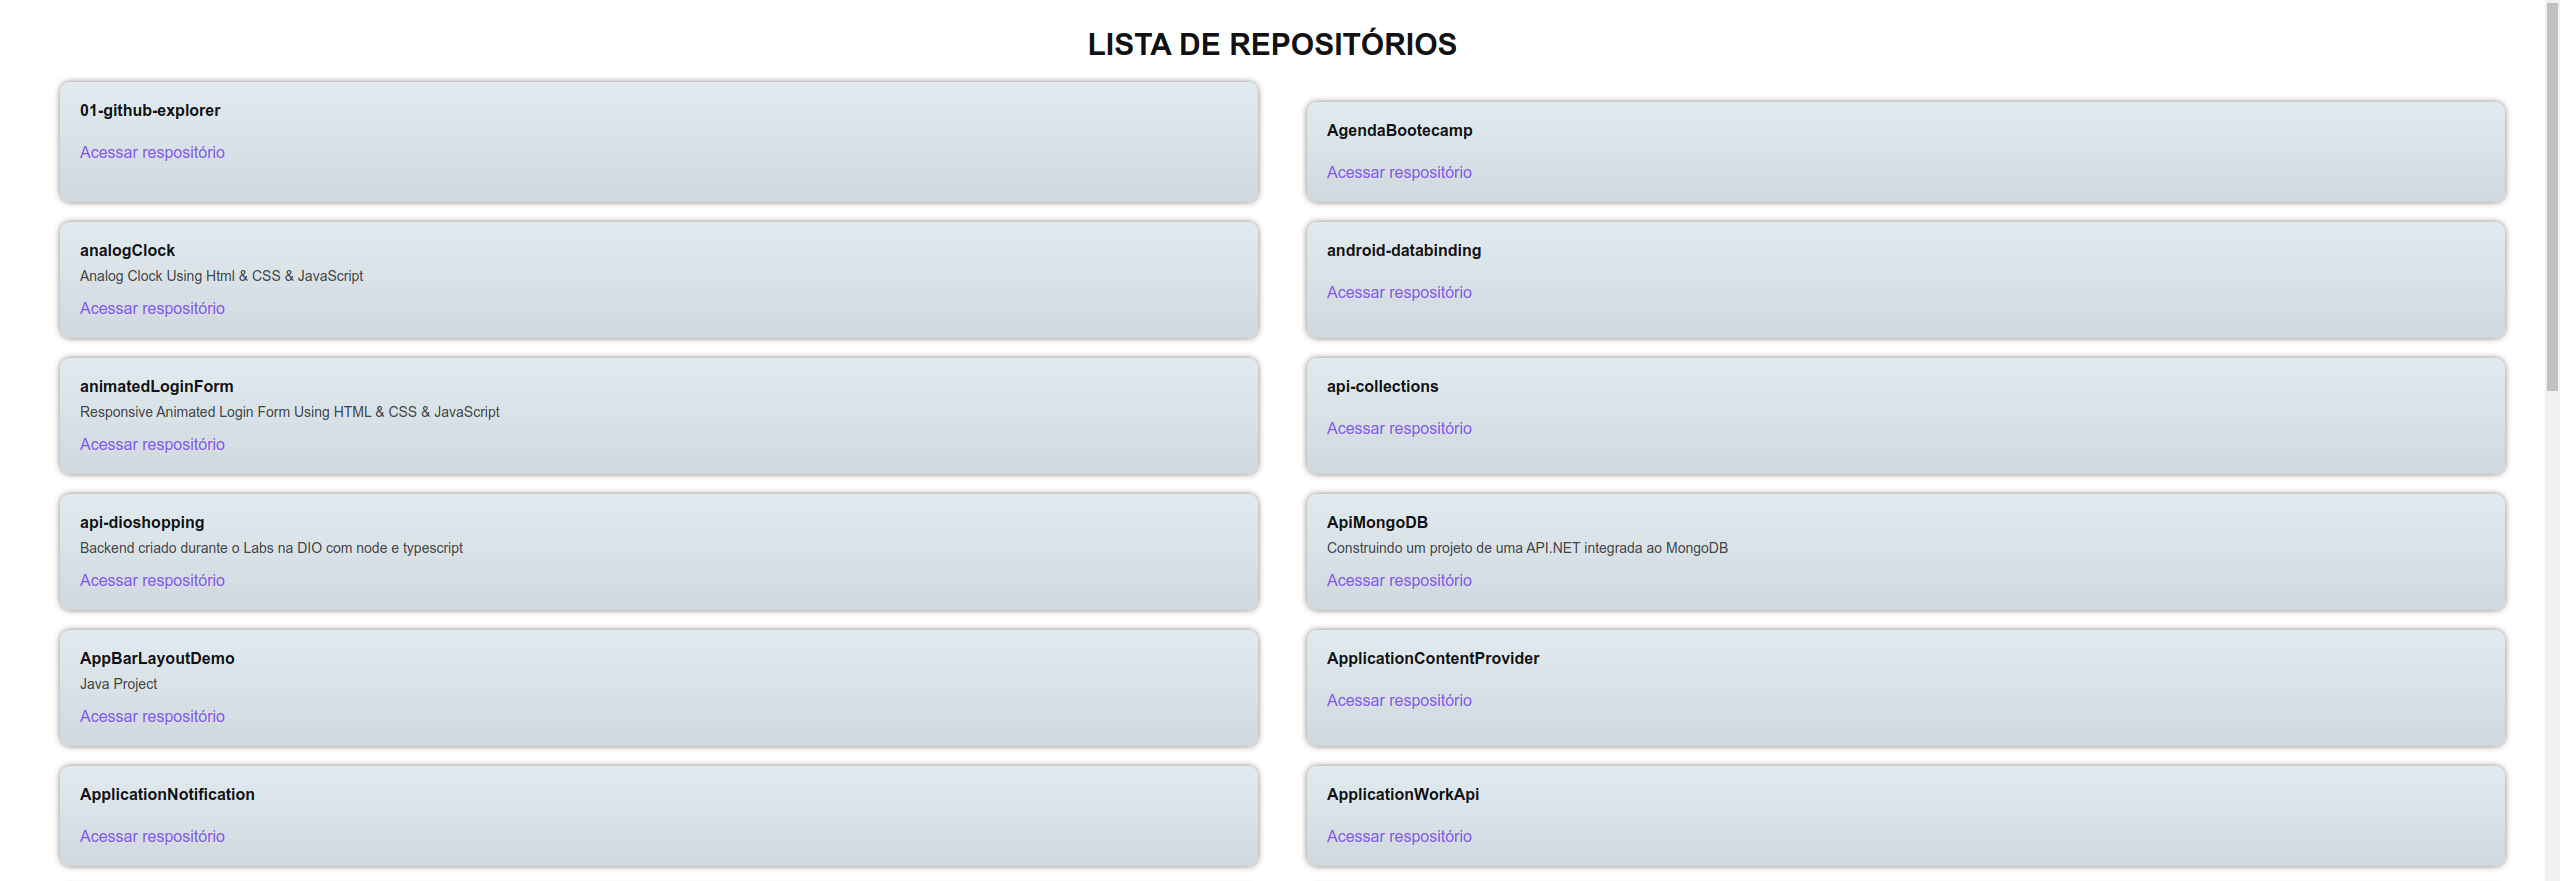 LISTA DE REPOSITÓRIOS
01-github-explorer
Acessar respositório
AgendaBootecamp
Acessar respositório
analogClock
Analog Clock Using Html & CSS & JavaScript
Acessar respositório
android-databinding
Acessar respositório
animatedLoginForm
Responsive Animated Login Form Using HTML & CSS & JavaScript
Acessar respositório
api-collections
Acessar respositório
api-dioshopping
Backend criado durante o Labs na DIO com node e typescript
Acessar respositório
ApiMongoDB
Construindo um projeto de uma API.NET integrada ao MongoDB
Acessar respositório
AppBarLayoutDemo
Java Project
Acessar respositório
ApplicationContentProvider
Acessar respositório
ApplicationNotification
Acessar respositório
ApplicationWorkApi
Acessar respositório